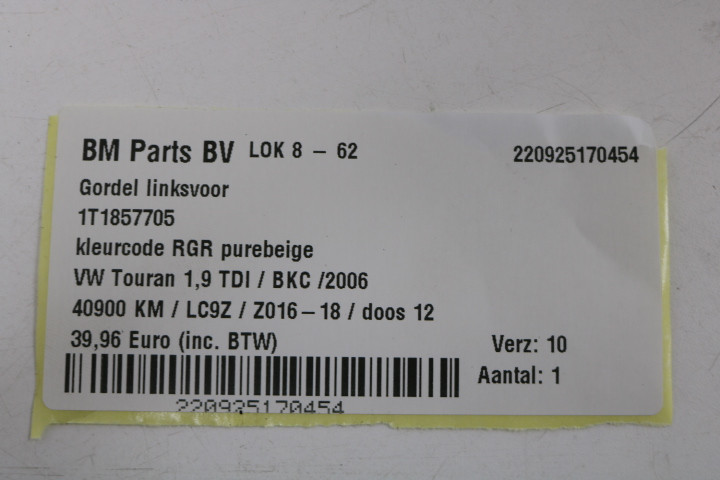 BM Parts BV LOK 8 - 62 220925170454
Gordel linksvoor
1T1857705
kleurcode RGR purebeige
VW Touran 1,9 TDI / BKC /2006
40900 KM / LC9Z / Z016-18 / doos 12
39,96 Euro (inc. BTW) Verz: 10
Aantal: 1
220925170454